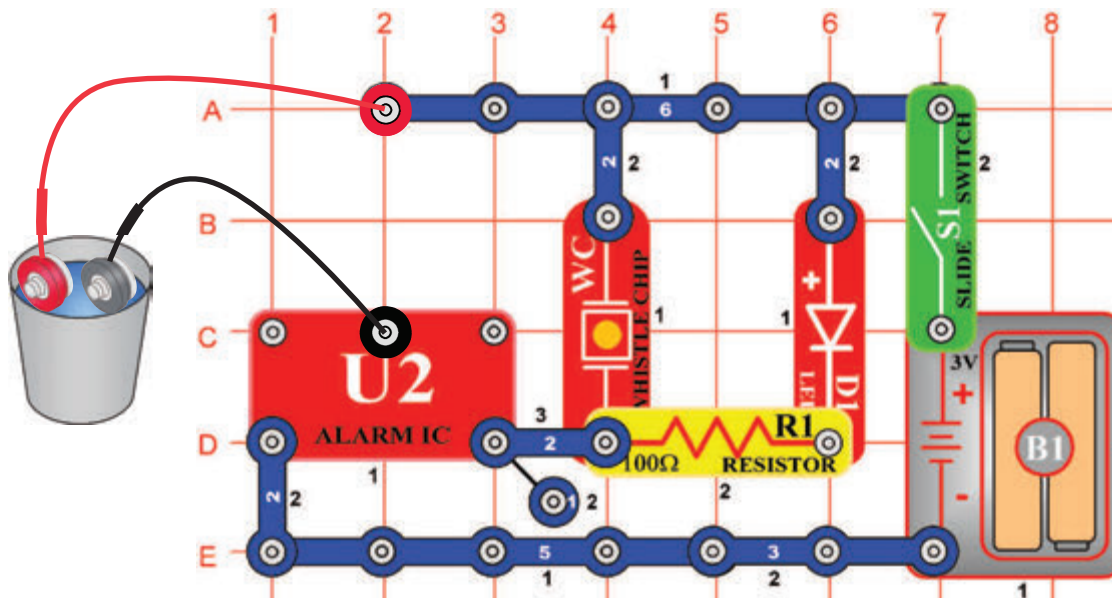 1 2 3 4 5 6 7 8
A
1
6
2 2
2 2
2
SLIDE SWITCH
S1
B
WC
WHISTLE CHIP
1
+
1
D1
LED
C
U2
ALARM IC
1
3V
+
-
B1
3
2
D
R1
100Ω RESISTOR
2
2 2
1 2
E
5
1
3
2
1